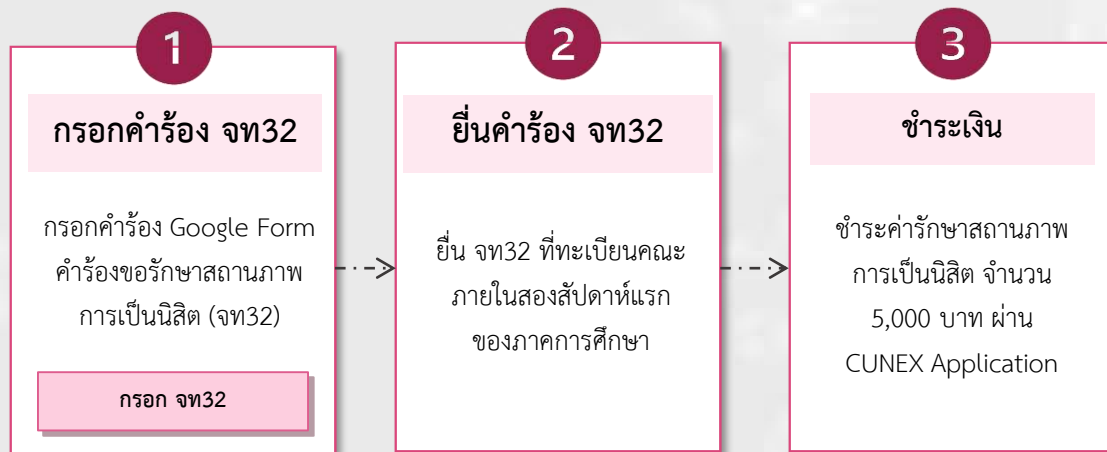 1
กรอกคำร้อง จท32
กรอกคำร้อง Google Form
คำร้องขอรักษาสถานภาพ
การเป็นนิสิต (จท32)
กรอก จท32
2
ยื่นคำร้อง จท32
ยื่น จท32 ที่ทะเบียนคณะ
ภายในสองสัปดาห์แรก
ของภาคการศึกษา
3
ชำระเงิน
ชำระค่ารักษาสถานภาพ
การเป็นนิสิต จำนวน
5,000 บาท ผ่าน
CUNEX Application